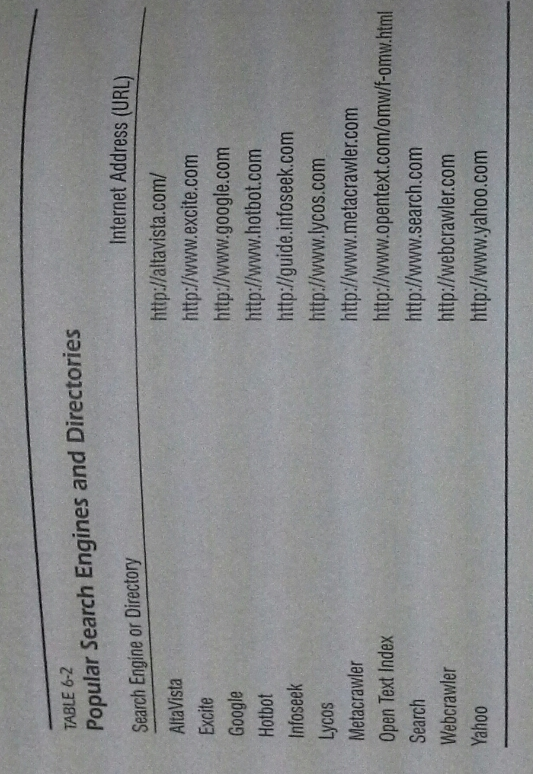 TABLE 6-2
Popular Search Engines and Directories
Search Engine or Directory Internet Address (URL)
AltaVista http://altavista.com/
Excite http://www.excite.com
Google http://www.google.com
Hotbot http://www.hotbot.com
Infoseek http://guide.infoseek.com
Lycos http://www.lycos.com
Metacrawler http://www.metacrawler.com
Open Text Index http://www.opentext.com/omw/f-omw.html
Search http://www.search.com
Webcrawler http://webcrawler.com
Yahoo http://www.yahoo.com